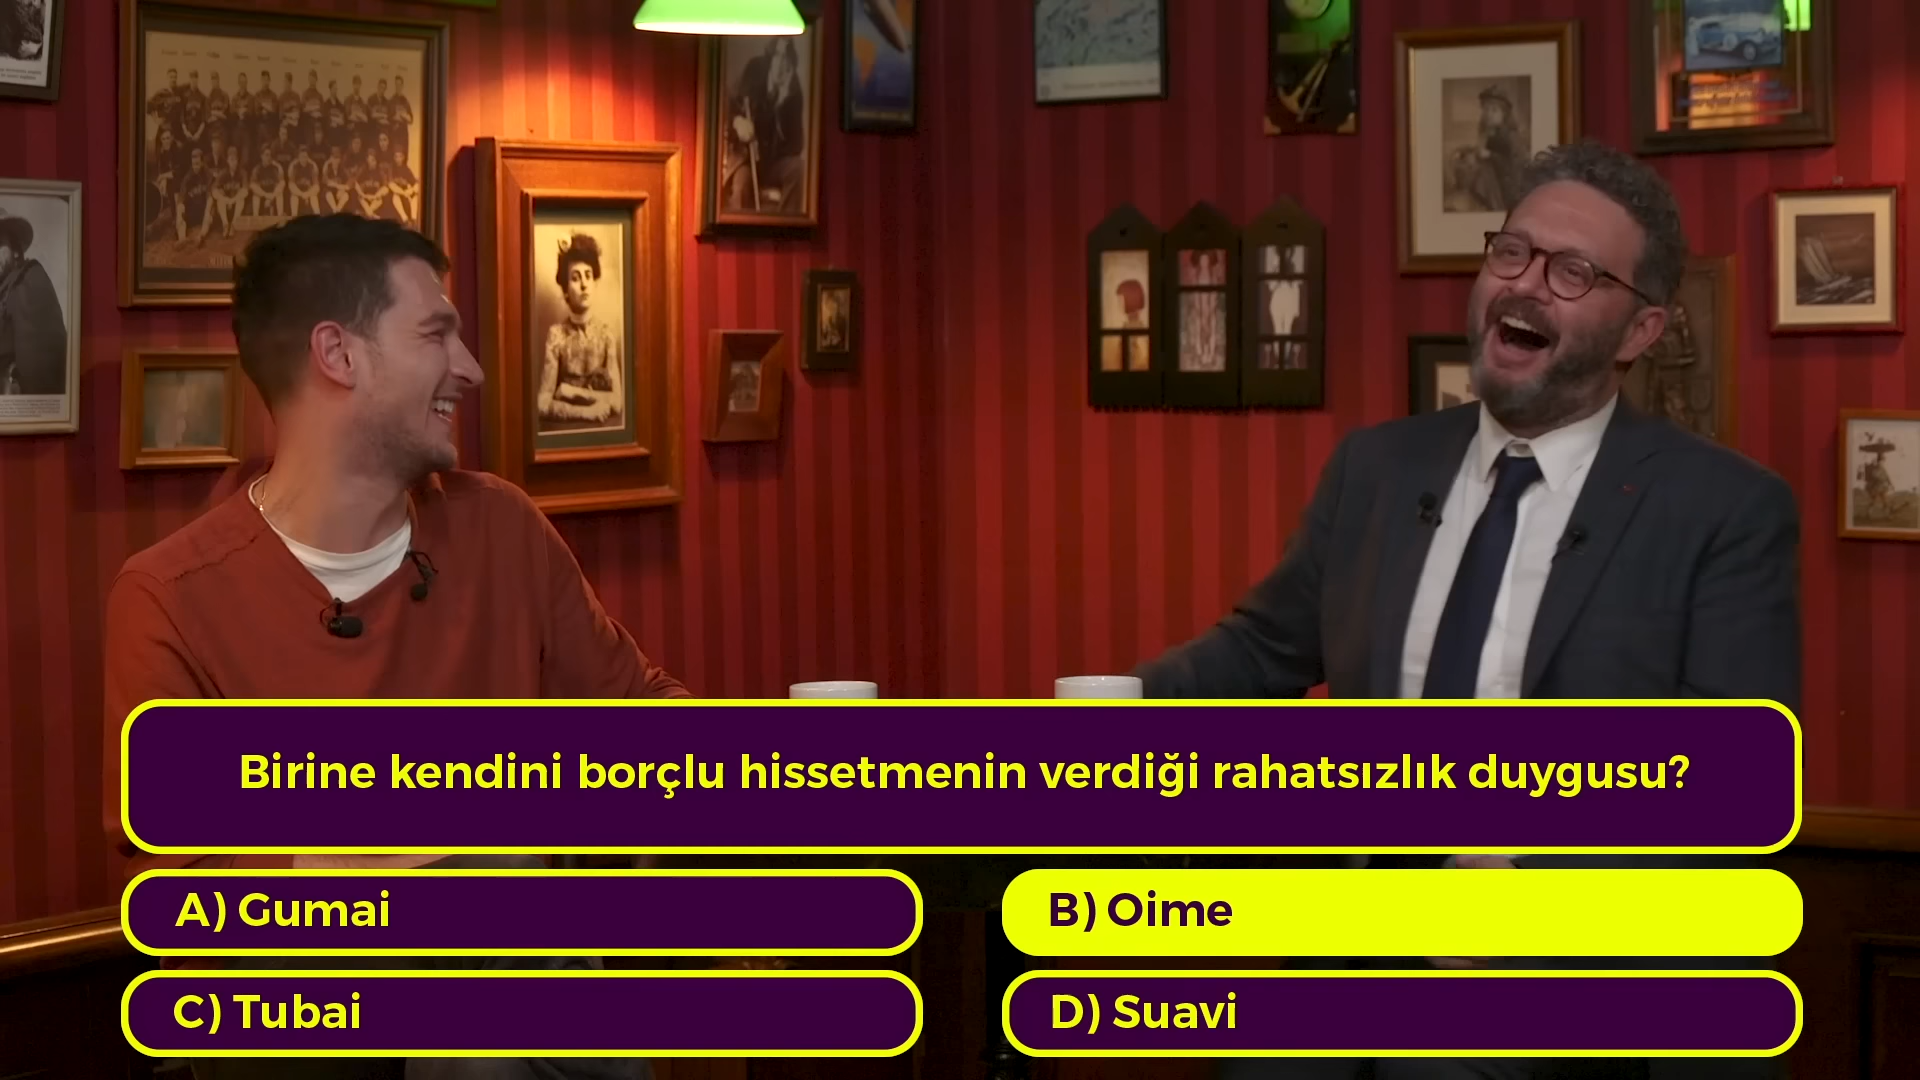 Birine kendini borçlu hissetmenin verdiği rahatsızlık duygusu?
A) Gumai
B) Oime
C) Tubai
D) Suavi